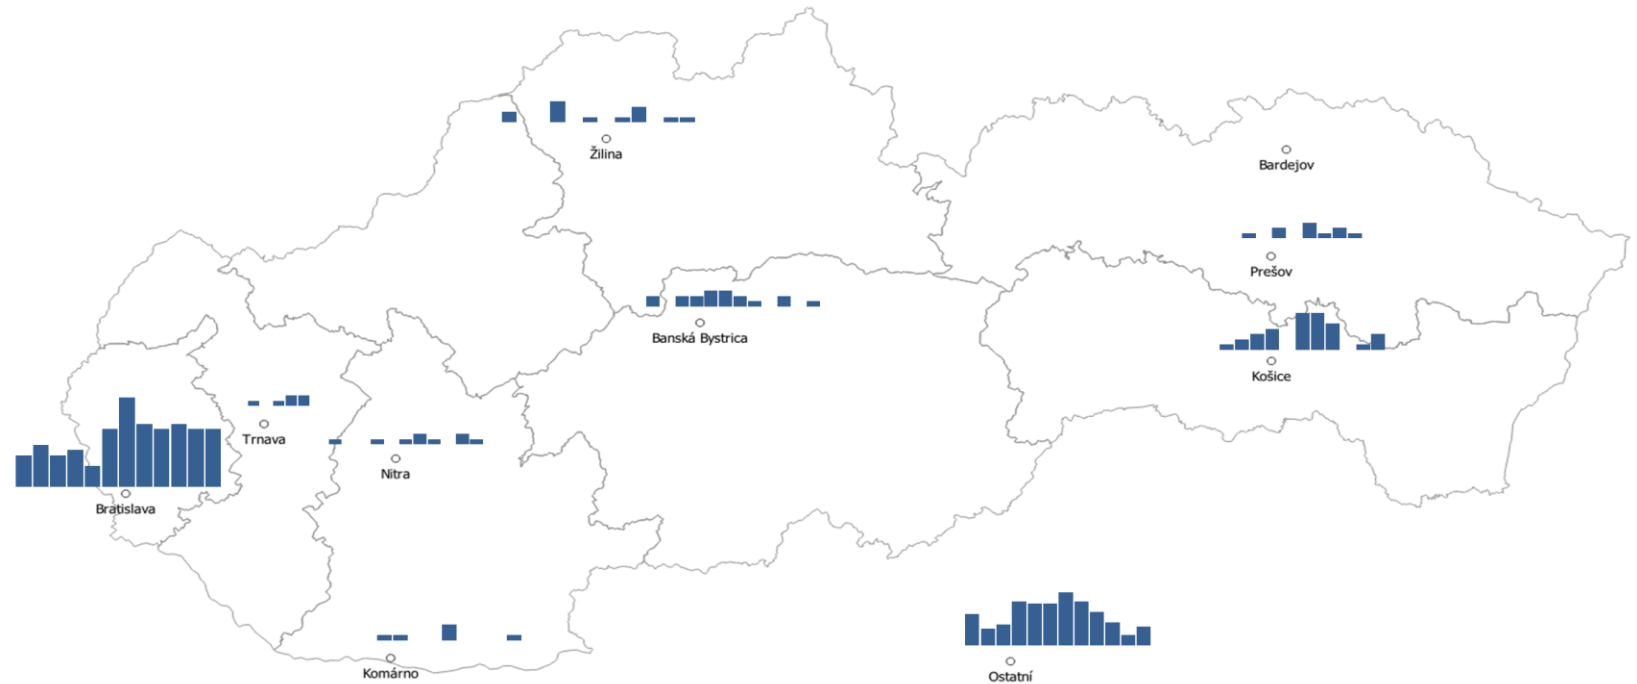 Žilina
Bardejov
Prešov
Banská Bystrica
Košice
Trnava
Nitra
Bratislava
Komárno
Ostatní